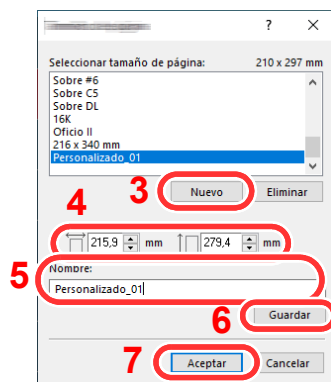 ?
Seleccionar tamaño de página: 210 x 297 mm
Sobre #6
Sobre C5
Sobre DL
16K
Oficio II
216 x 340 mm
Personalizado_01
3 Nuevo Eliminar
4
215,9 mm 279,4 mm
5 Nombre:
Personalizado_01
6 Guardar
7 Aceptar Cancelar